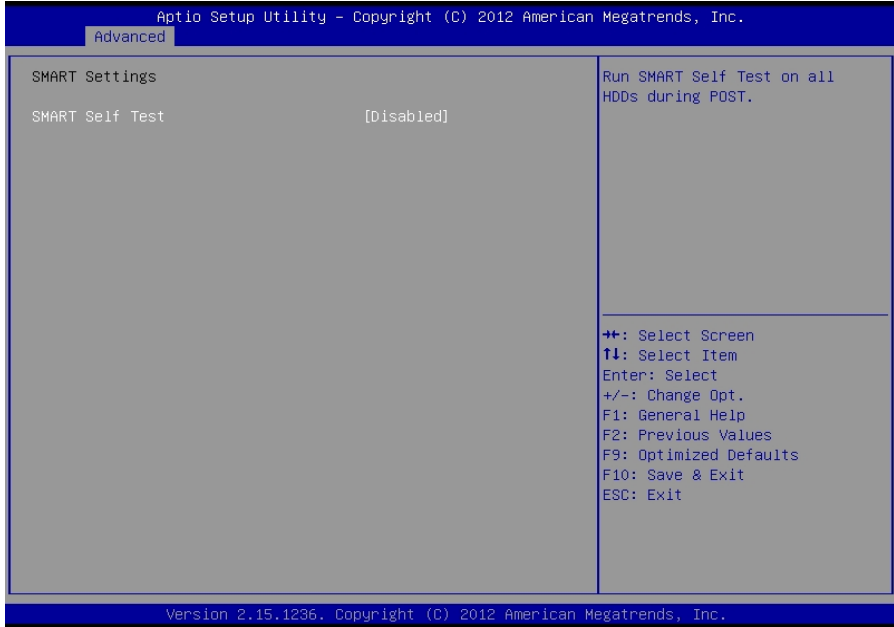 Aptio Setup Utility – Copyright (C) 2012 American Megatrends, Inc.
Advanced
SMART Settings
SMART Self Test [Disabled]
Run SMART Self Test on all
HDDs during POST.
→←: Select Screen
↑↓: Select Item
Enter: Select
+/-: Change Opt.
F1: General Help
F2: Previous Values
F9: Optimized Defaults
F10: Save & Exit
ESC: Exit
Version 2.15.1236. Copyright (C) 2012 American Megatrends, Inc.